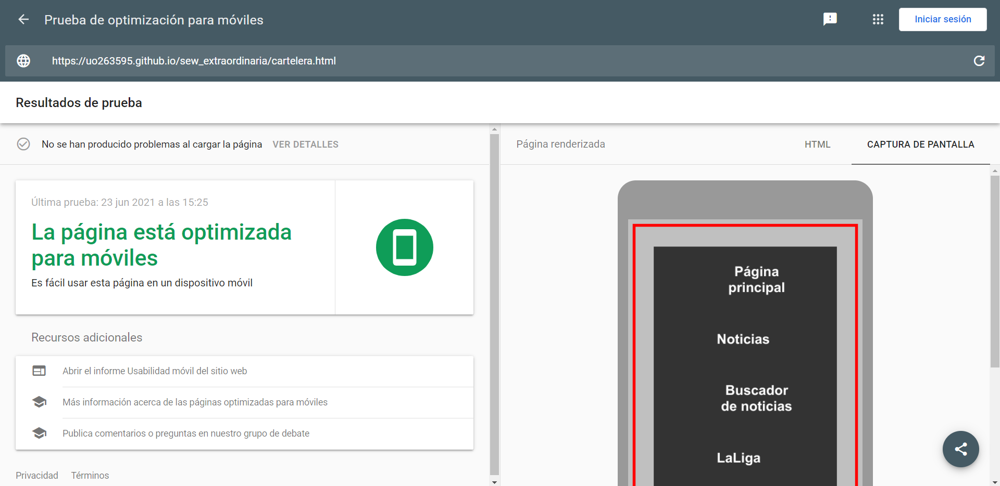 Prueba de optimización para móviles
Iniciar sesión
https://uo263595.github.io/sew_extraordinaria/cartelera.html
Resultados de prueba
No se han producido problemas al cargar la página VER DETALLES
Última prueba: 23 jun 2021 a las 15:25
La página está optimizada
para móviles
Es fácil usar esta página en un dispositivo móvil
Recursos adicionales
Abrir el informe Usabilidad móvil del sitio web
Más información acerca de las páginas optimizadas para móviles
Publica comentarios o preguntas en nuestro grupo de debate
Privacidad Términos
Página renderizada HTML CAPTURA DE PANTALLA
Página
principal
Noticias
Buscador
de noticias
LaLiga